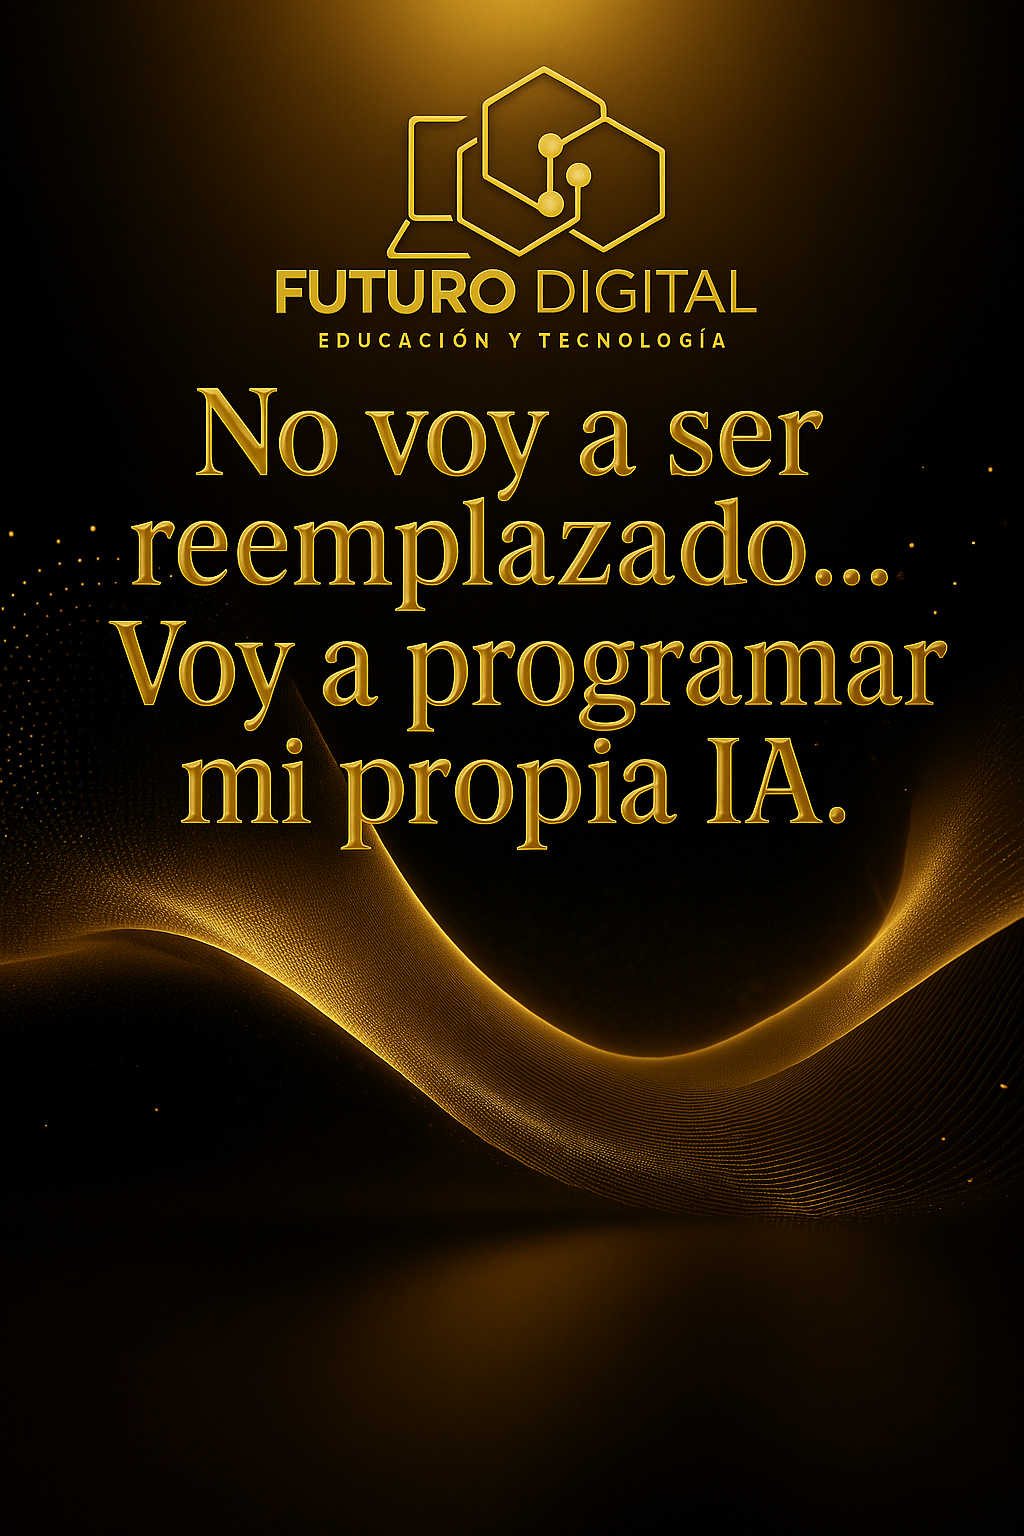 FUTURO DIGITAL
EDUCACIÓN Y TECNOLOGÍA
No voy a ser
reemplazado...
Voy a programar
mi propia IA.